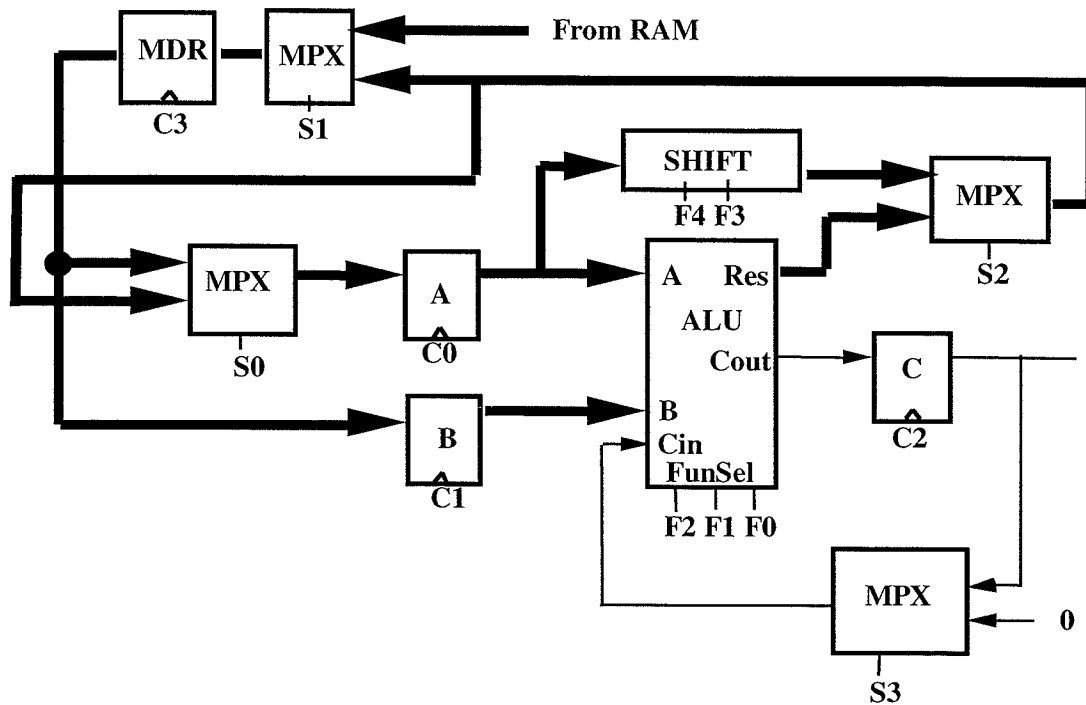 From RAM
MDR
MPX
C3
S1
SHIFT
F4 F3
MPX
S2
MPX
S0
A
C0
A
Res
ALU
Cout
B
Cin
FunSel
F2 F1 F0
C
C2
B
C1
MPX
0
S3